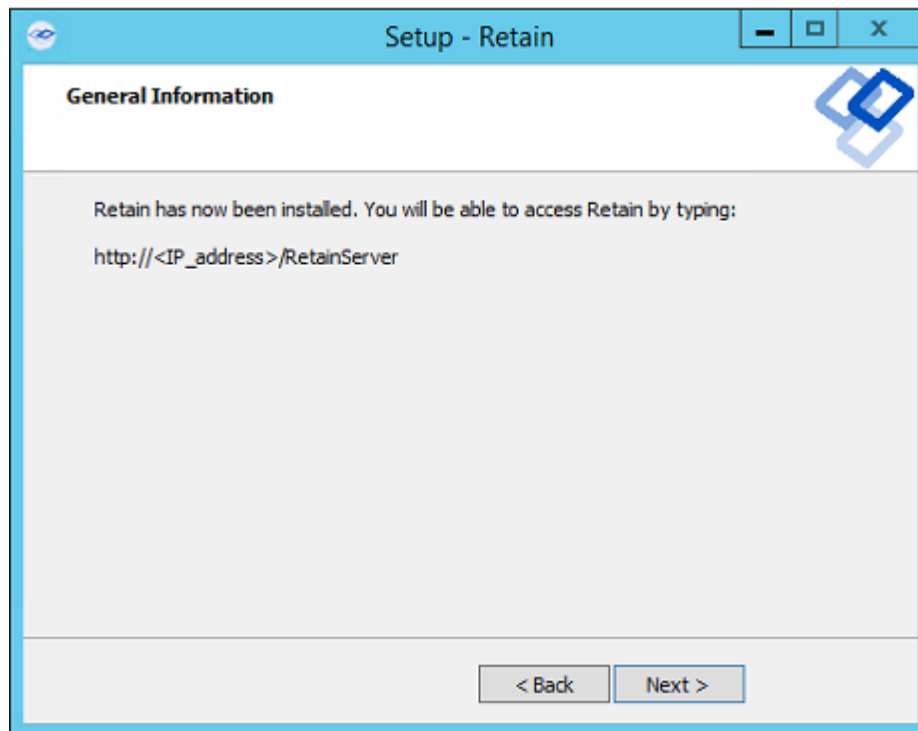 Setup - Retain
General Information
Retain has now been installed. You will be able to access Retain by typing:
http://<IP_address>/RetainServer
< Back
Next >